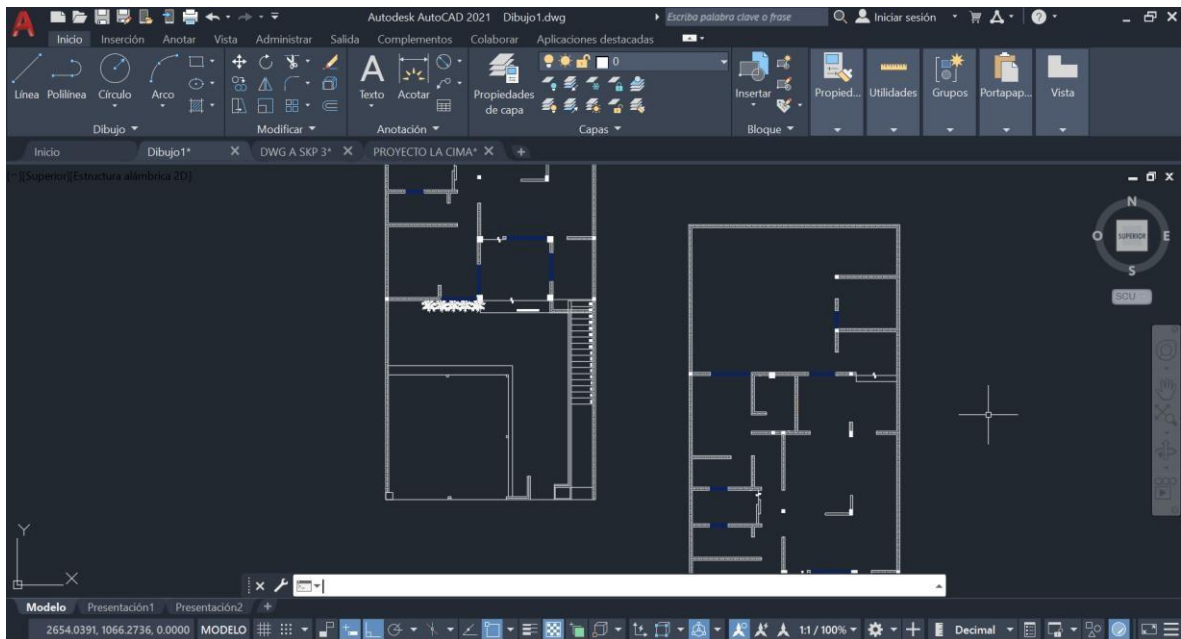 Autodesk AutoCAD 2021 Dibujo1.dwg Escriba palabra clave o frase Iniciar sesión
Inicio Inserción Anotar Vista Administrar Salida Complementos Colaborar Aplicaciones destacadas
0
Línea Polilínea Círculo Arco Texto Acotar Propiedades de capa Insertar Propied... Utilidades Grupos Portapap... Vista
Dibujo Modificar Anotación Capas Bloque
Inicio Dibujo1* DWG A SKP 3* PROYECTO LA CIMA*
[−][Superior][Estructura alámbrica 2D]
N
O SUPERIOR E
S
SCU
Y
X
Modelo Presentación1 Presentación2
2654.0391, 1066.2736, 0.0000 MODELO 1:1 / 100% Decimal